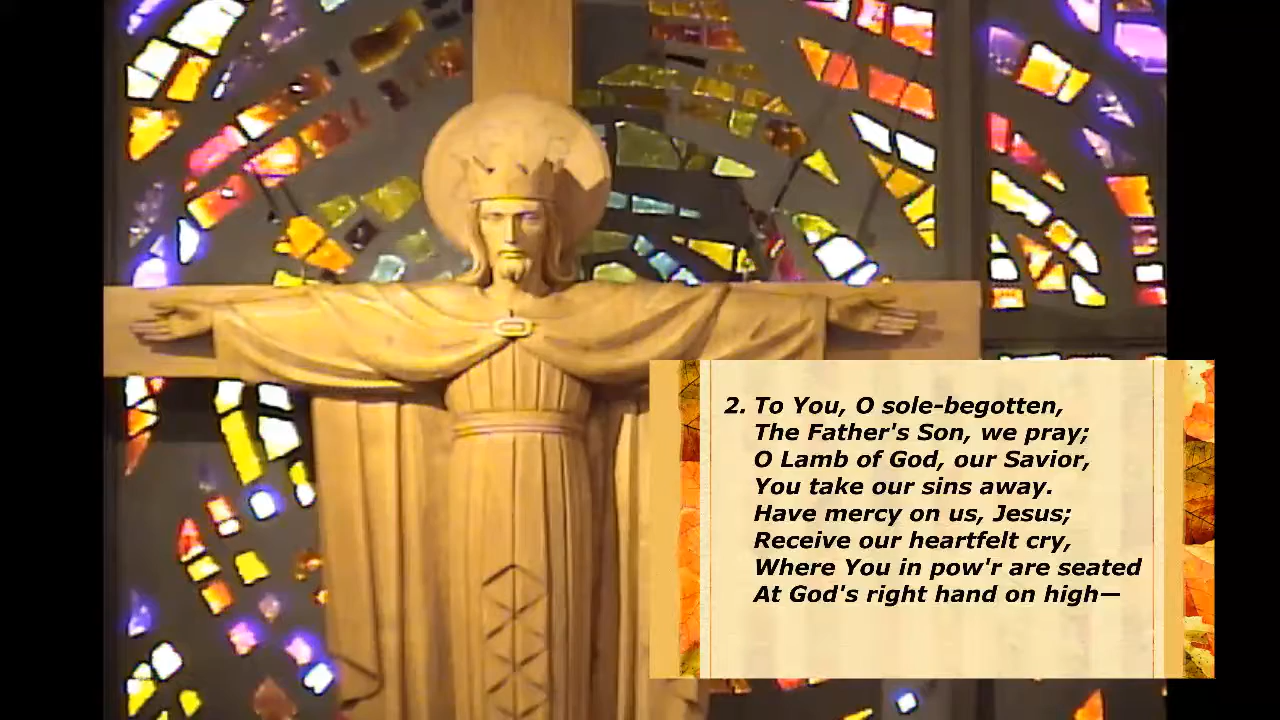 2. To You, O sole-begotten,
The Father's Son, we pray;
O Lamb of God, our Savior,
You take our sins away.
Have mercy on us, Jesus;
Receive our heartfelt cry,
Where You in pow'r are seated
At God's right hand on high—